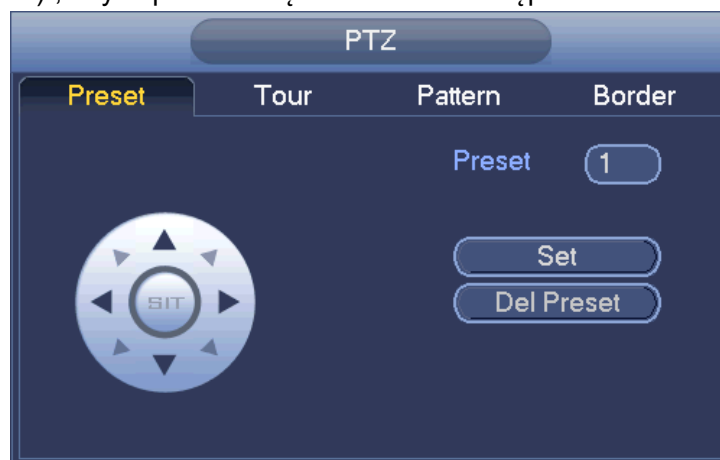 PTZ
Preset Tour Pattern Border
Preset 1
Set
SIT
Del Preset